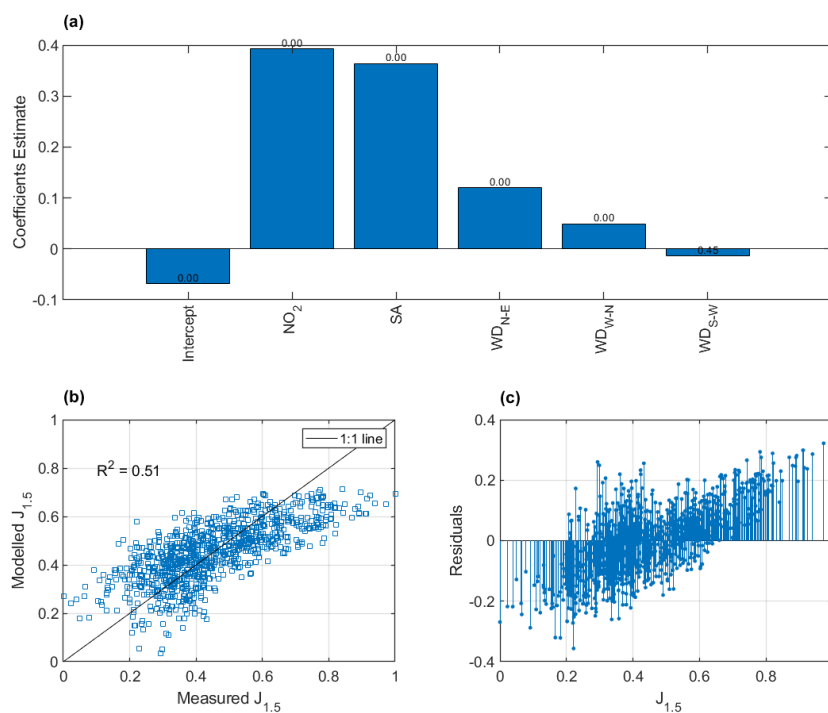 (a)
Coefficients Estimate
0.4
0.3
0.2
0.1
0
-0.1
0.00
0.00
0.00
0.00
0.00
0.45
Intercept
NO2
SA
WDN-E
WDW-N
WDS-W
(b)
Modelled J1.5
1
0.8
0.6
0.4
0.2
0
R2 = 0.51
1:1 line
0
0.2
0.4
0.6
0.8
1
Measured J1.5
(c)
Residuals
0.4
0.2
0
-0.2
-0.4
0
0.2
0.4
0.6
0.8
J1.5